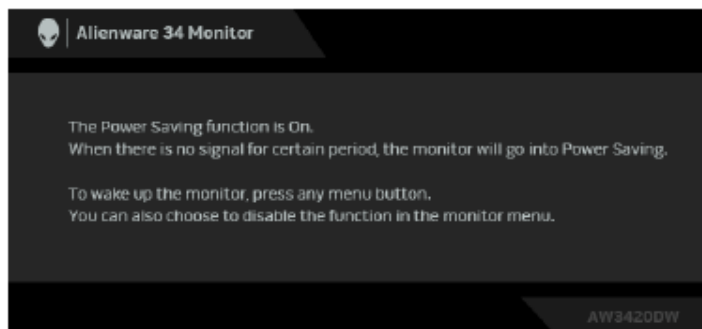 Alienware 34 Monitor
The Power Saving function is On.
When there is no signal for certain period, the monitor will go into Power Saving.
To wake up the monitor, press any menu button.
You can also choose to disable the function in the monitor menu.
AW3420DW